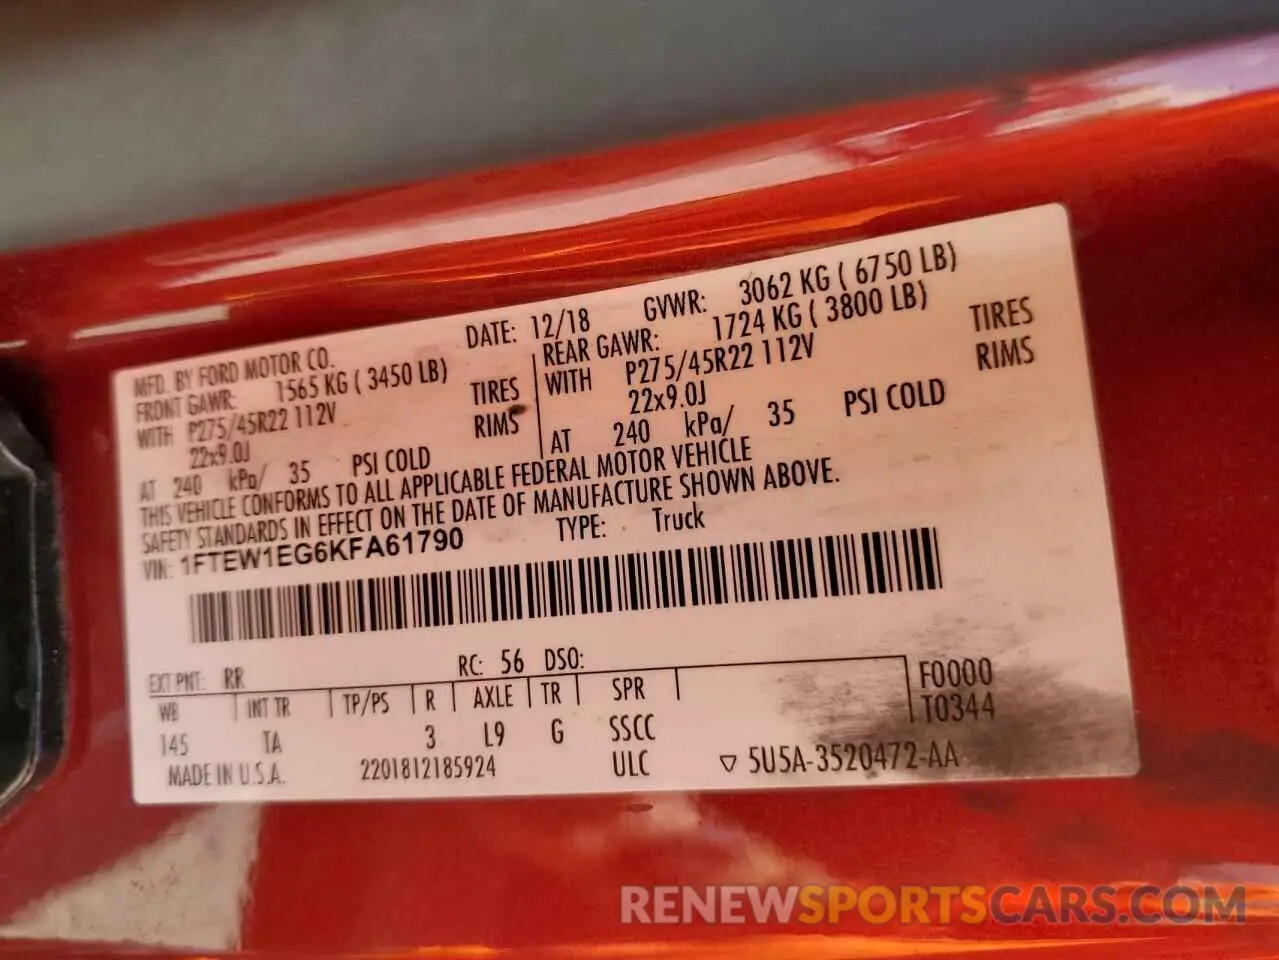 MFD. BY FORD MOTOR CO. DATE: 12/18 GVWR: 3062 KG ( 6750 LB)
FRONT GAWR: 1565 KG ( 3450 LB) REAR GAWR: 1724 KG ( 3800 LB)
WITH P275/45R22 112V TIRES WITH P275/45R22 112V TIRES
22x9.0J RIMS 22x9.0J RIMS
AT 240 kPa/ 35 PSI COLD AT 240 kPa/ 35 PSI COLD
THIS VEHICLE CONFORMS TO ALL APPLICABLE FEDERAL MOTOR VEHICLE
SAFETY STANDARDS IN EFFECT ON THE DATE OF MANUFACTURE SHOWN ABOVE.
VIN: 1FTEW1EG6KFA61790 TYPE: Truck
EXT PNT: RR RC: 56 DSO:
WB INT TR TP/PS R AXLE TR SPR F0000
145 TA 3 L9 G SSCC T0344
MADE IN U.S.A. 2201812185924 ULC ▽ 5U5A-3520472-AA
RENEWSPORTSCARS.COM